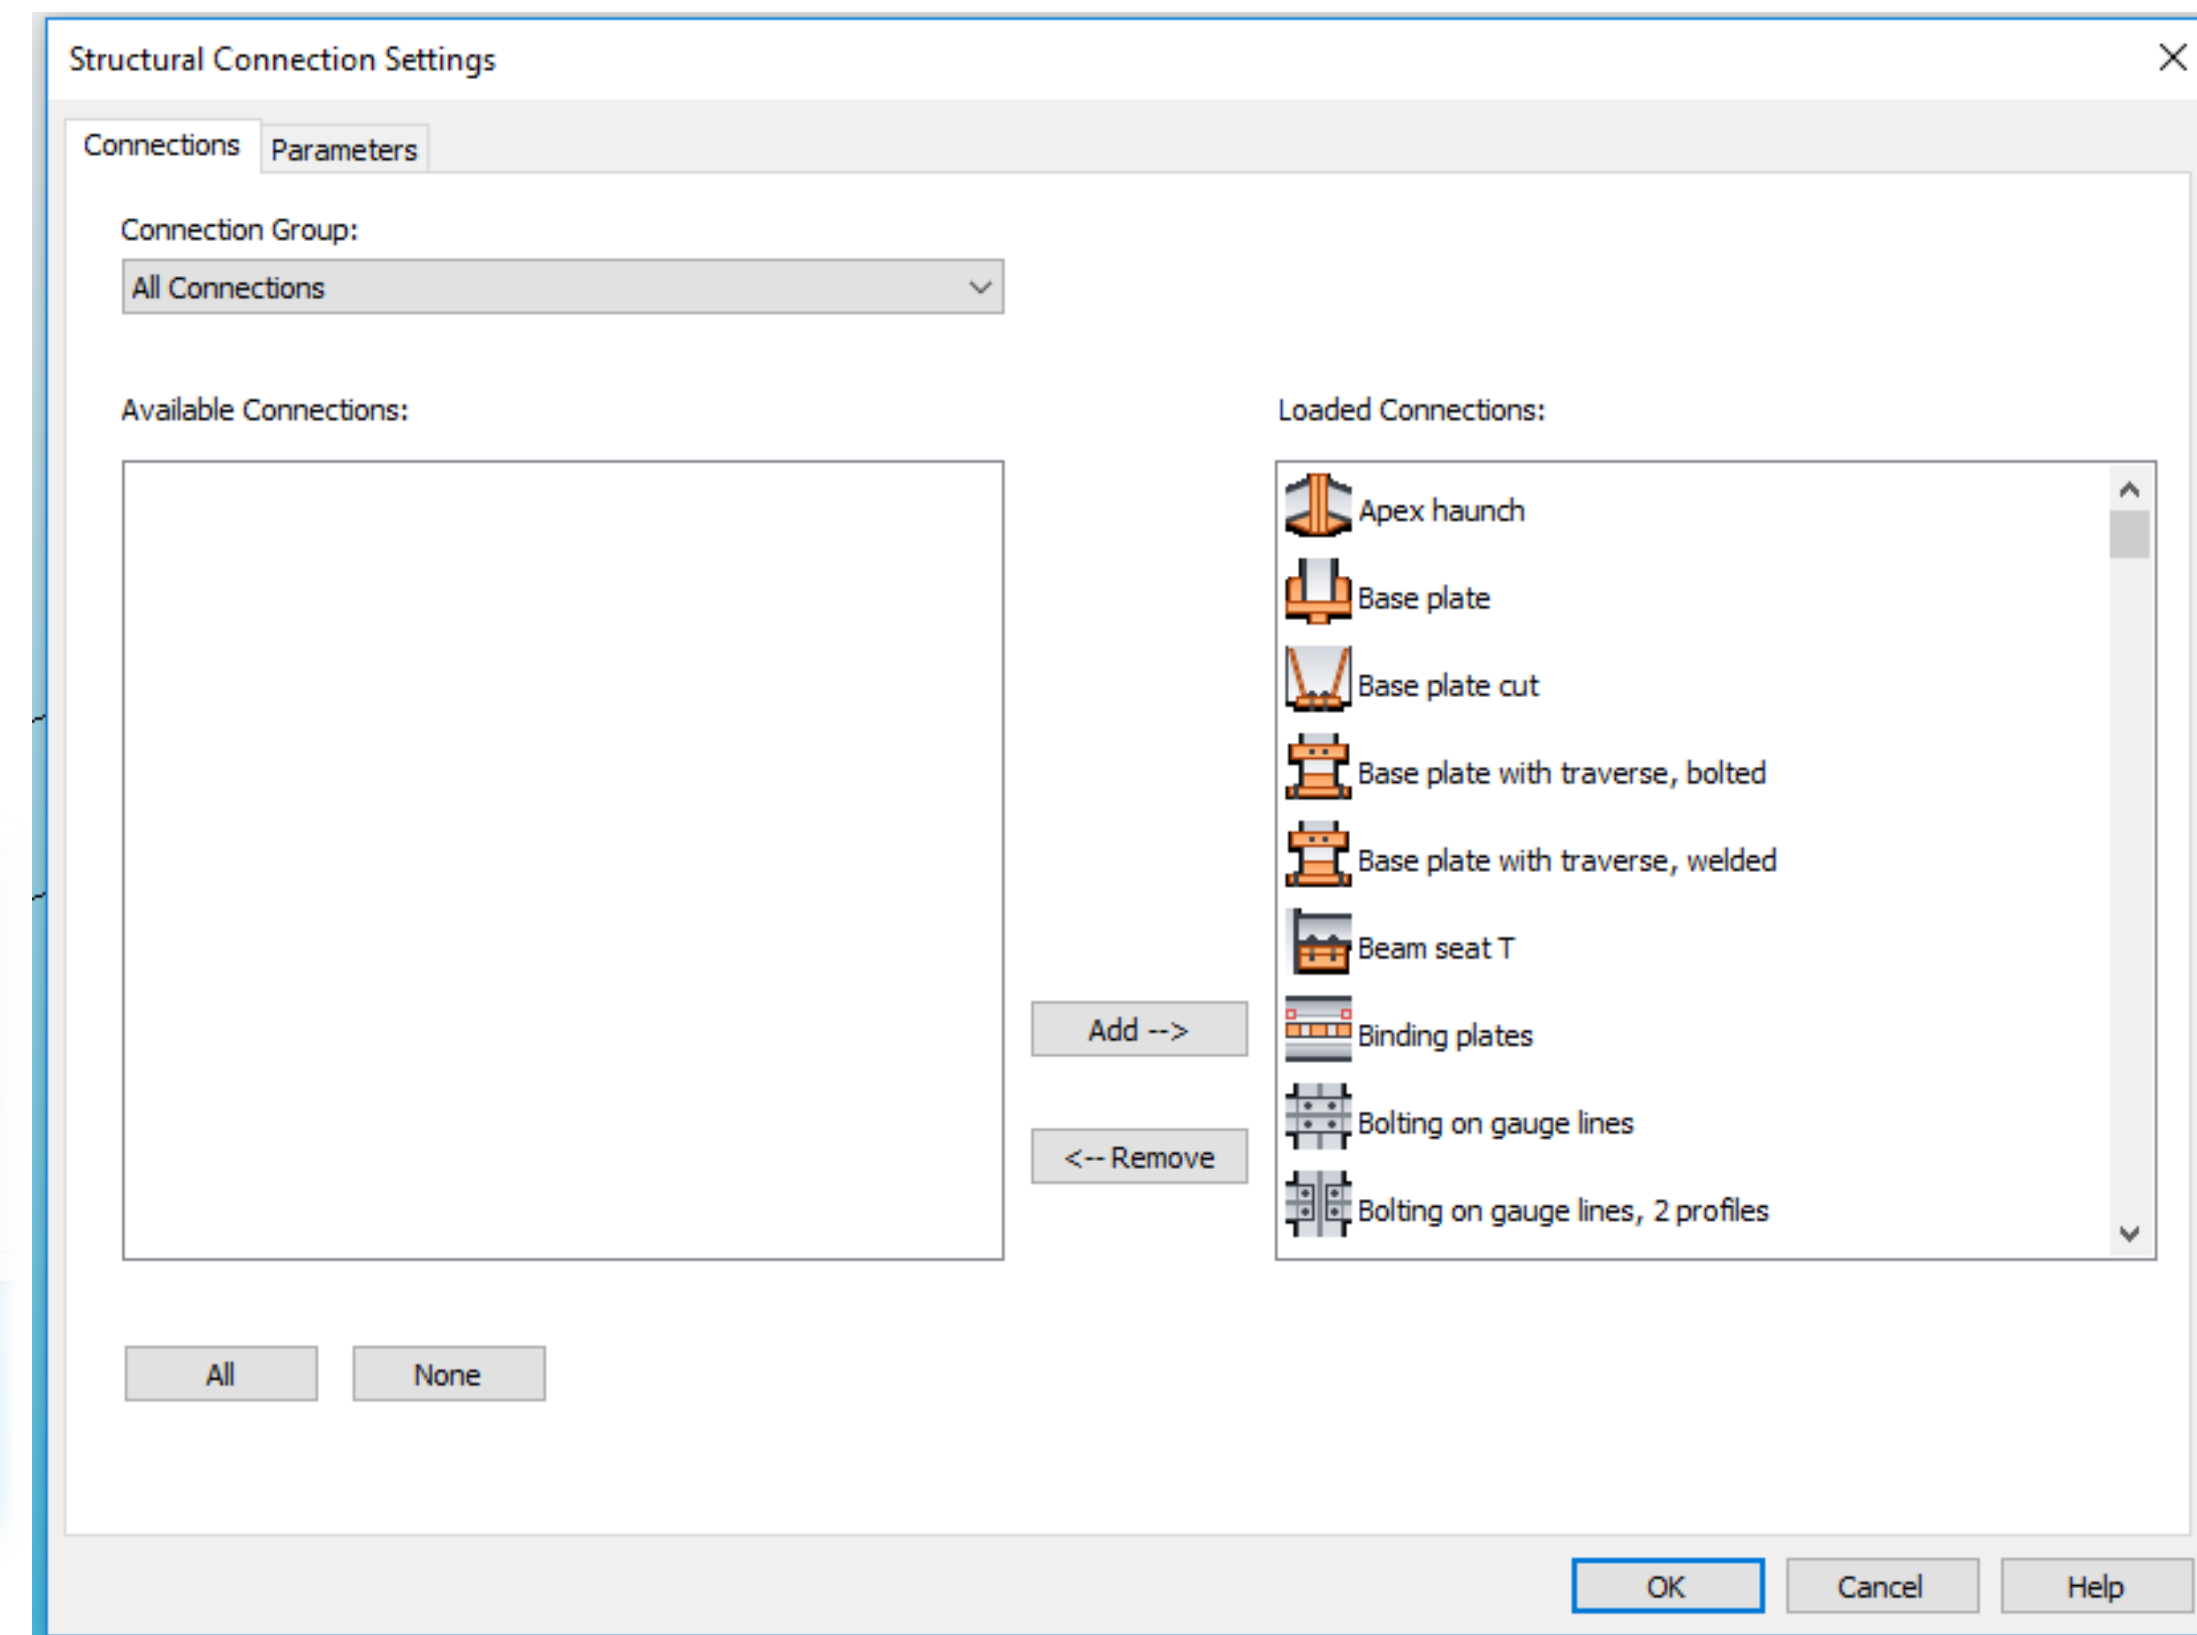 Structural Connection Settings
Connections
Parameters
Connection Group:
All Connections
Available Connections:
Loaded Connections:
Apex haunch
Base plate
Base plate cut
Base plate with traverse, bolted
Base plate with traverse, welded
Beam seat T
Binding plates
Bolting on gauge lines
Bolting on gauge lines, 2 profiles
Add -->
<-- Remove
All
None
OK
Cancel
Help